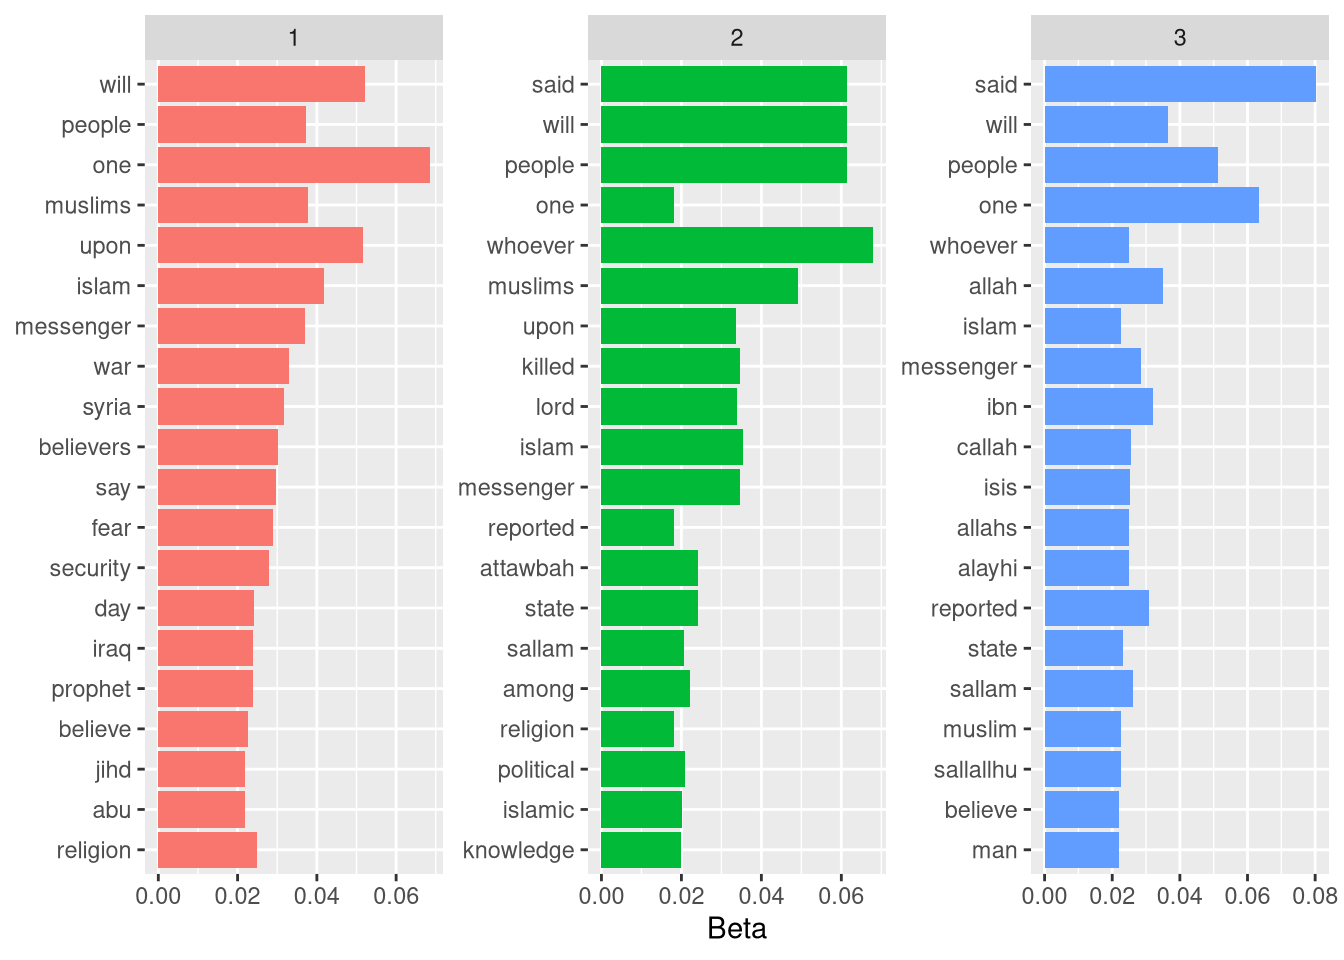 1
will
people
one
muslims
upon
islam
messenger
war
syria
believers
say
fear
security
day
iraq
prophet
believe
jihd
abu
religion
0.00 0.02 0.04 0.06
2
said
will
people
one
whoever
muslims
upon
killed
lord
islam
messenger
reported
attawbah
state
sallam
among
religion
political
islamic
knowledge
0.00 0.02 0.04 0.06
3
said
will
people
one
whoever
allah
islam
messenger
ibn
callah
isis
allahs
alayhi
reported
state
sallam
muslim
sallallhu
believe
man
0.00 0.02 0.04 0.06 0.08
Beta